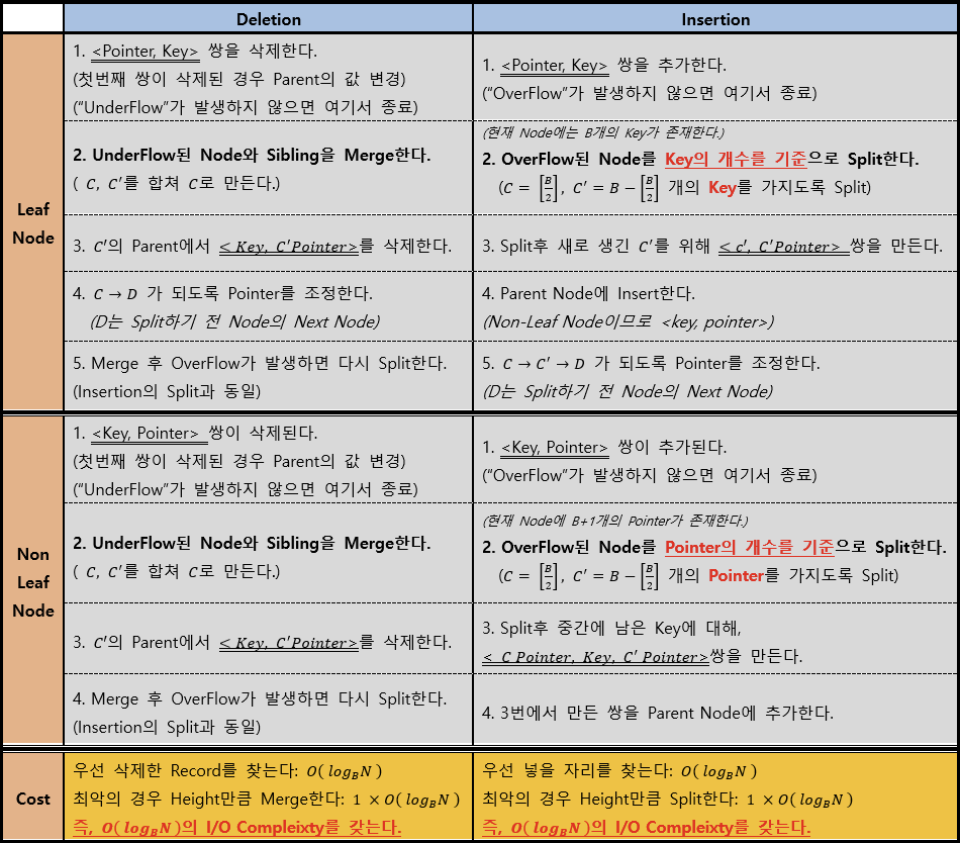 Deletion
Insertion
Leaf
Node
1. <Pointer, Key> 쌍을 삭제한다.
(첫번째 쌍이 삭제된 경우 Parent의 값 변경)
(“UnderFlow”가 발생하지 않으면 여기서 종료)
1. <Pointer, Key> 쌍을 추가한다.
(“OverFlow”가 발생하지 않으면 여기서 종료)
2. UnderFlow된 Node와 Sibling을 Merge한다.
( C, C′를 합쳐 C로 만든다.)
(현재 Node에는 B개의 Key가 존재한다.)
2. OverFlow된 Node를 Key의 개수를 기준으로 Split한다.
(C = [B/2], C′ = B − [B/2] 개의 Key를 가지도록 Split)
3. C′의 Parent에서 < Key, C′Pointer>를 삭제한다.
3. Split후 새로 생긴 C′를 위해 < c′, C′Pointer> 쌍을 만든다.
4. C → D 가 되도록 Pointer를 조정한다.
(D는 Split하기 전 Node의 Next Node)
4. Parent Node에 Insert한다.
(Non-Leaf Node이므로 <key, pointer>)
5. Merge 후 OverFlow가 발생하면 다시 Split한다.
(Insertion의 Split과 동일)
5. C → C′ → D 가 되도록 Pointer를 조정한다.
(D는 Split하기 전 Node의 Next Node)
Non
Leaf
Node
1. <Key, Pointer> 쌍이 삭제된다.
(첫번째 쌍이 삭제된 경우 Parent의 값 변경)
(“UnderFlow”가 발생하지 않으면 여기서 종료)
1. <Key, Pointer> 쌍이 추가된다.
(“OverFlow”가 발생하지 않으면 여기서 종료)
2. UnderFlow된 Node와 Sibling을 Merge한다.
( C, C′를 합쳐 C로 만든다.)
(현재 Node에 B+1개의 Pointer가 존재한다.)
2. OverFlow된 Node를 Pointer의 개수를 기준으로 Split한다.
(C = [B/2], C′ = B − [B/2] 개의 Pointer를 가지도록 Split)
3. C′의 Parent에서 < Key, C′Pointer>를 삭제한다.
3. Split후 중간에 남은 Key에 대해,
< C Pointer, Key, C′ Pointer>쌍을 만든다.
4. Merge 후 OverFlow가 발생하면 다시 Split한다.
(Insertion의 Split과 동일)
4. 3번에서 만든 쌍을 Parent Node에 추가한다.
Cost
우선 삭제한 Record를 찾는다: O( log_B N )
최악의 경우 Height만큼 Merge한다: 1 × O( log_B N )
즉, O( log_B N )의 I/O Compleixty를 갖는다.
우선 넣을 자리를 찾는다: O( log_B N )
최악의 경우 Height만큼 Split한다: 1 × O( log_B N )
즉, O( log_B N )의 I/O Compleixty를 갖는다.